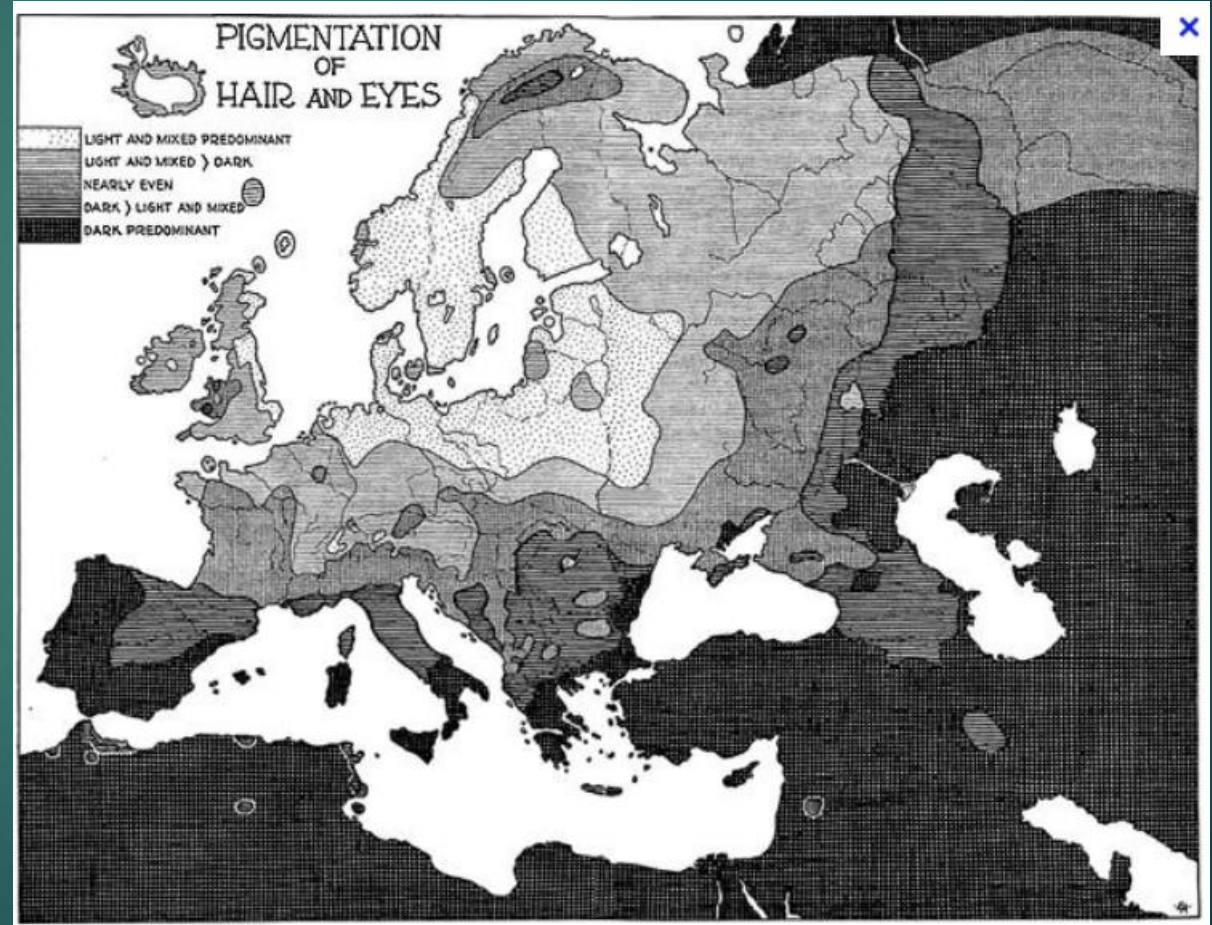 PIGMENTATION
OF
HAIR AND EYES
LIGHT AND MIXED PREDOMINANT
LIGHT AND MIXED } DARK
NEARLY EVEN
DARK } LIGHT AND MIXED
DARK PREDOMINANT